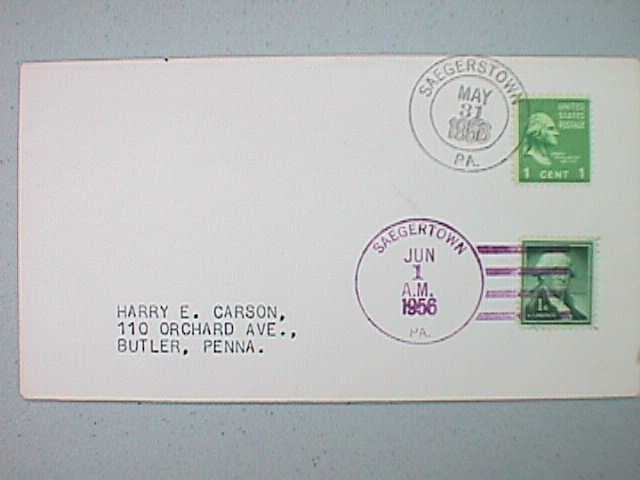 SAEGERSTOWN
MAY
31
PA.
UNITED
STATES
POSTAGE
1 CENT 1
SAEGERTOWN
JUN
1
A.M.
1956
PA.
1¢
HARRY E. CARSON,
110 ORCHARD AVE.,
BUTLER, PENNA.